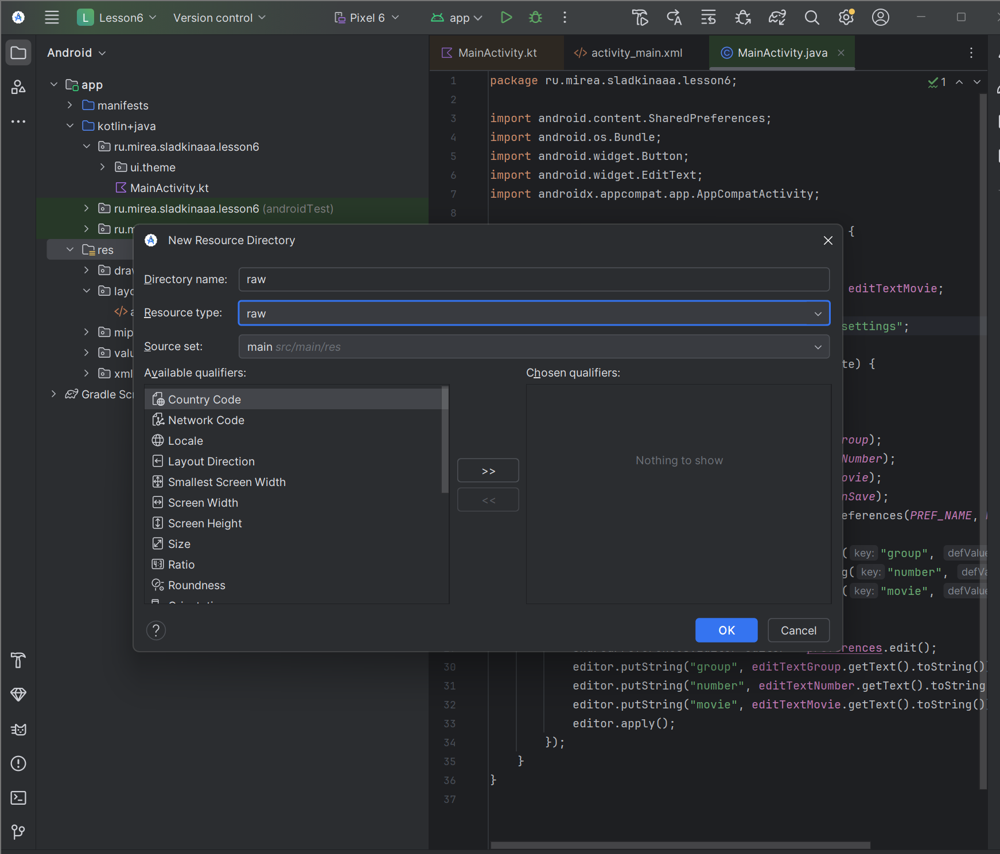 L Lesson6 Version control Pixel 6 app
Android
MainActivity.kt activity_main.xml MainActivity.java
app
manifests
kotlin+java
ru.mirea.sladkinaaa.lesson6
ui.theme
MainActivity.kt
ru.mirea.sladkinaaa.lesson6 (androidTest)
ru.m
res
draw
layo
a
mip
valu
xml
Gradle Scr
1 package ru.mirea.sladkinaaa.lesson6;
1
2
3 import android.content.SharedPreferences;
4 import android.os.Bundle;
5 import android.widget.Button;
6 import android.widget.EditText;
7 import androidx.appcompat.app.AppCompatActivity;
8
{
editTextMovie;
settings";
te) {
roup);
Number);
ovie);
nSave);
eferences(PREF_NAME,
( key: "group", defValue
g( key: "number", defVa
( key: "movie", defValue
New Resource Directory
Directory name: raw
Resource type: raw
Source set: main src/main/res
Available qualifiers:
Chosen qualifiers:
Country Code
Network Code
Locale
Layout Direction
Smallest Screen Width
Screen Width
Screen Height
Size
Ratio
Roundness
>>
<<
Nothing to show
? OK Cancel
.edit();
30 editor.putString("group", editTextGroup.getText().toString()
31 editor.putString("number", editTextNumber.getText().toString
32 editor.putString("movie", editTextMovie.getText().toString()
33 editor.apply();
34 });
35 }
36 }
37